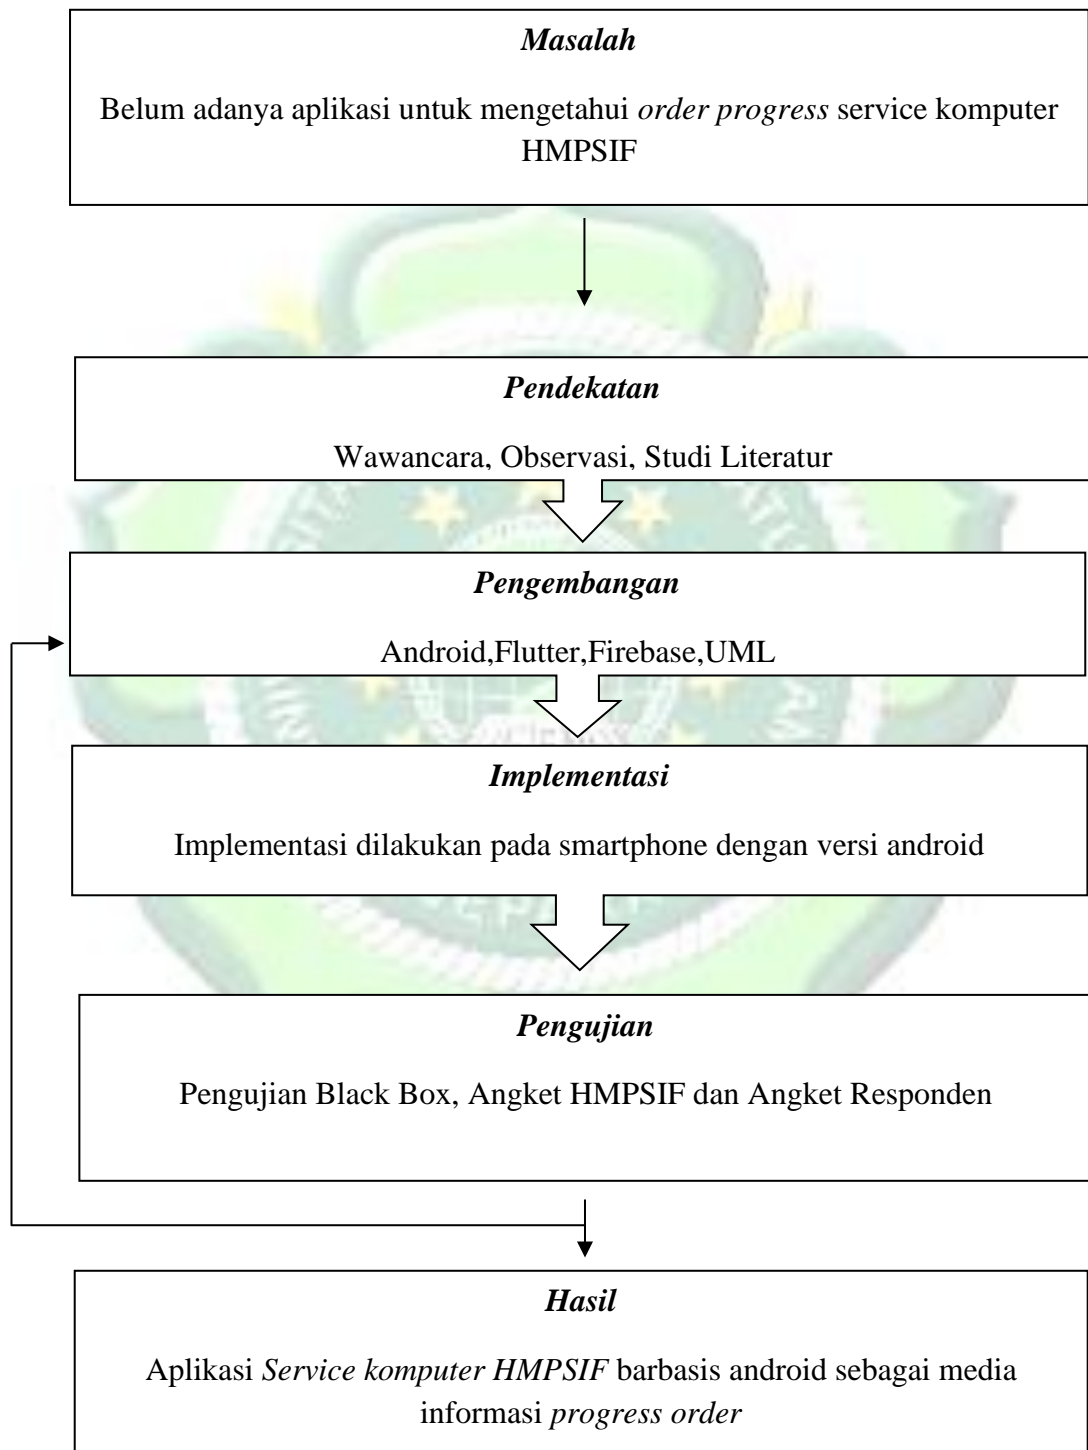 Masalah
Belum adanya aplikasi untuk mengetahui order progress service komputer
HMPSIF
Pendekatan
Wawancara, Observasi, Studi Literatur
Pengembangan
Android,Flutter,Firebase,UML
Implementasi
Implementasi dilakukan pada smartphone dengan versi android
Pengujian
Pengujian Black Box, Angket HMPSIF dan Angket Responden
Hasil
Aplikasi Service komputer HMPSIF barbasis android sebagai media
informasi progress order